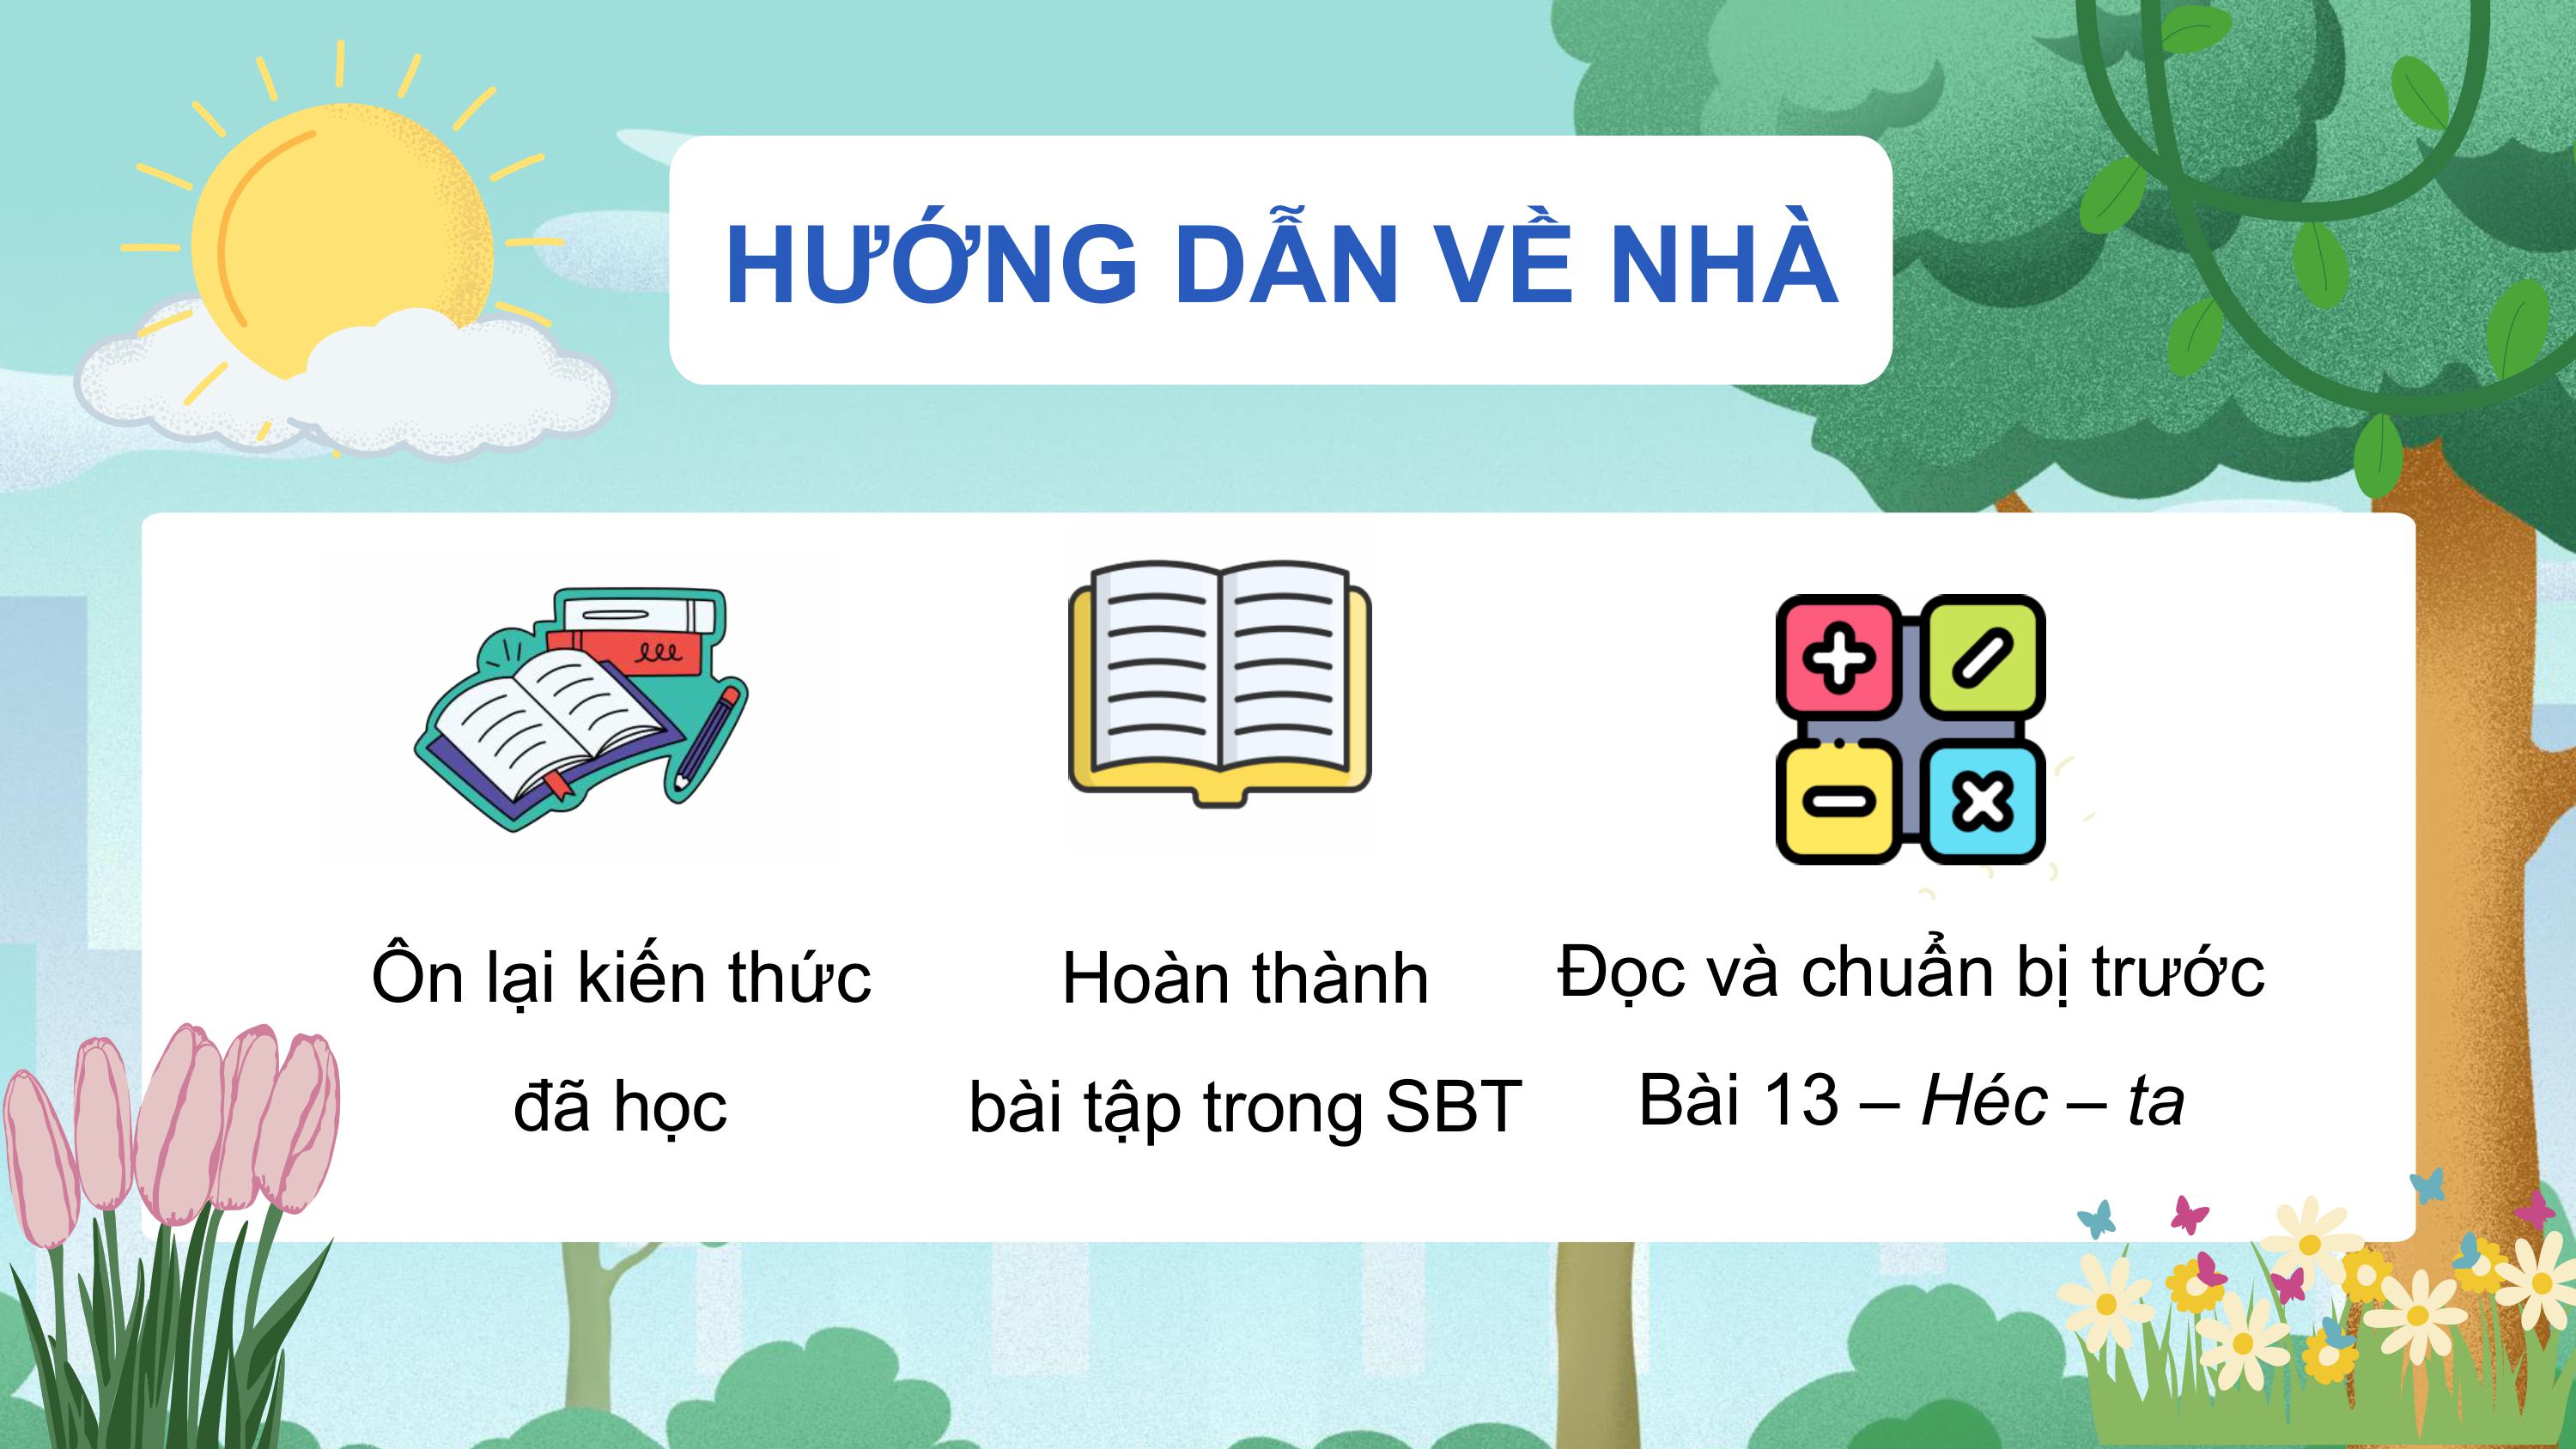 HƯỚNG DẪN VỀ NHÀ
Ôn lại kiến thức
đã học
Hoàn thành
bài tập trong SBT
Đọc và chuẩn bị trước
Bài 13 – Héc – ta